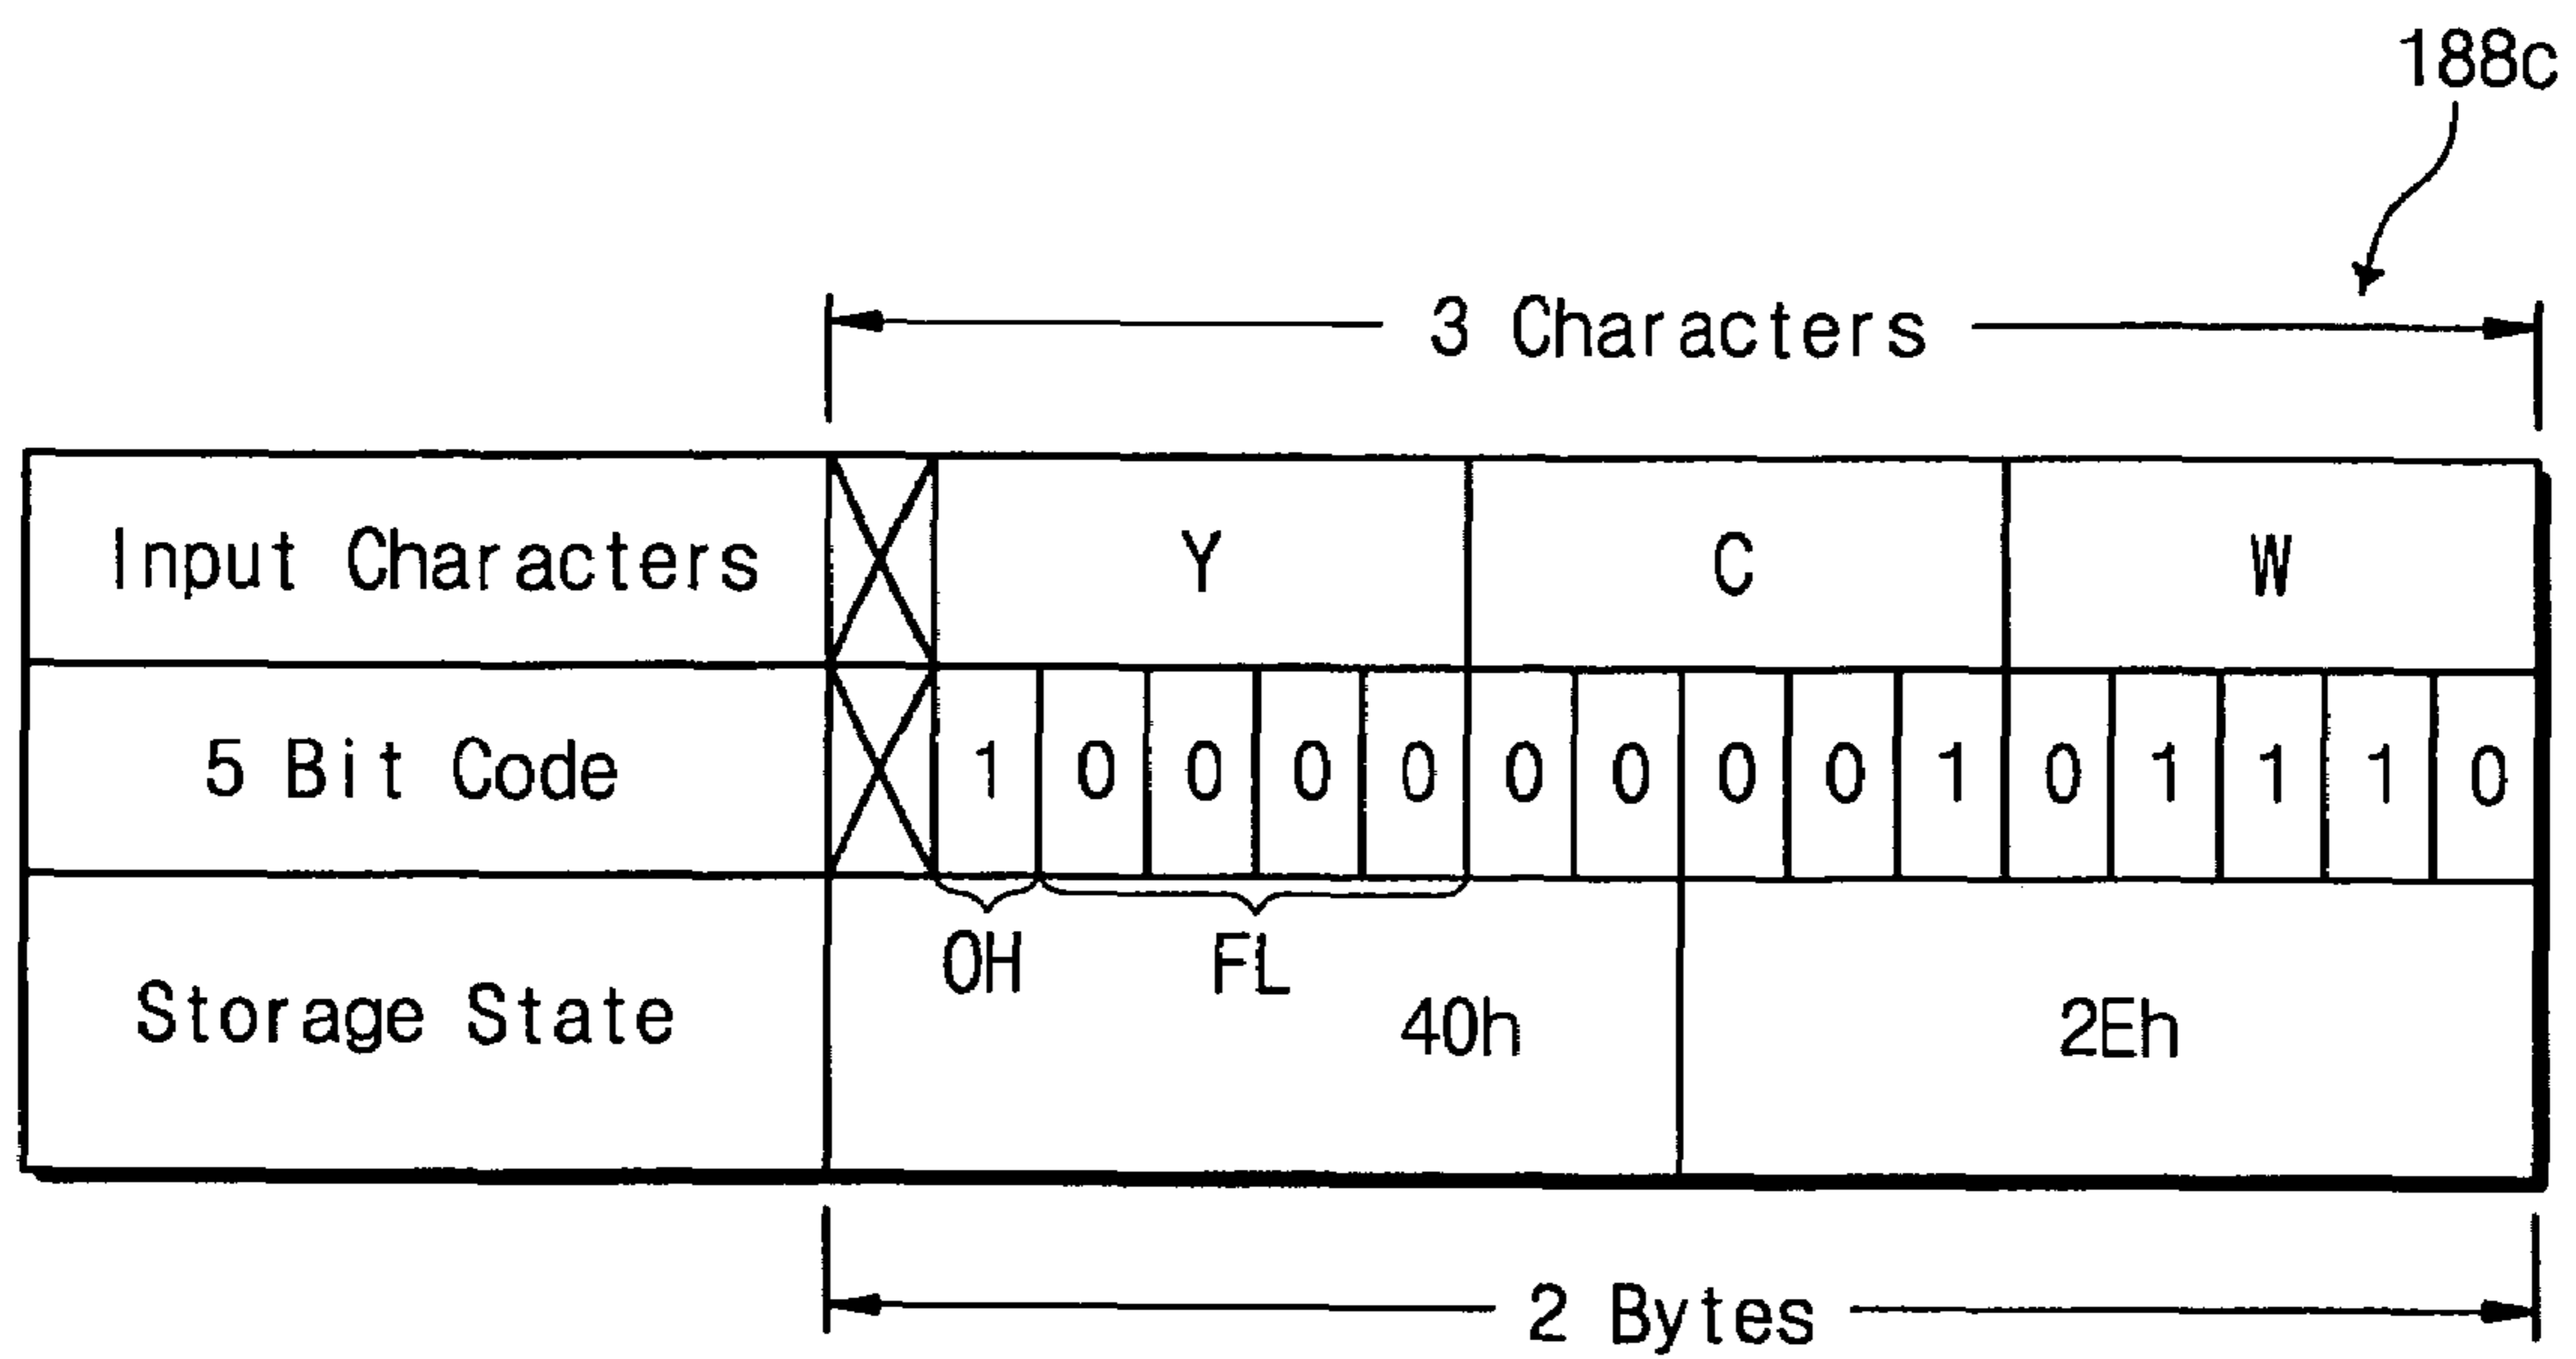 188c
3 Characters
Input Characters Y C W
5 Bit Code 1 0 0 0 0 0 0 0 0 1 0 1 1 1 0
OH FL
Storage State 40h 2Eh
2 Bytes